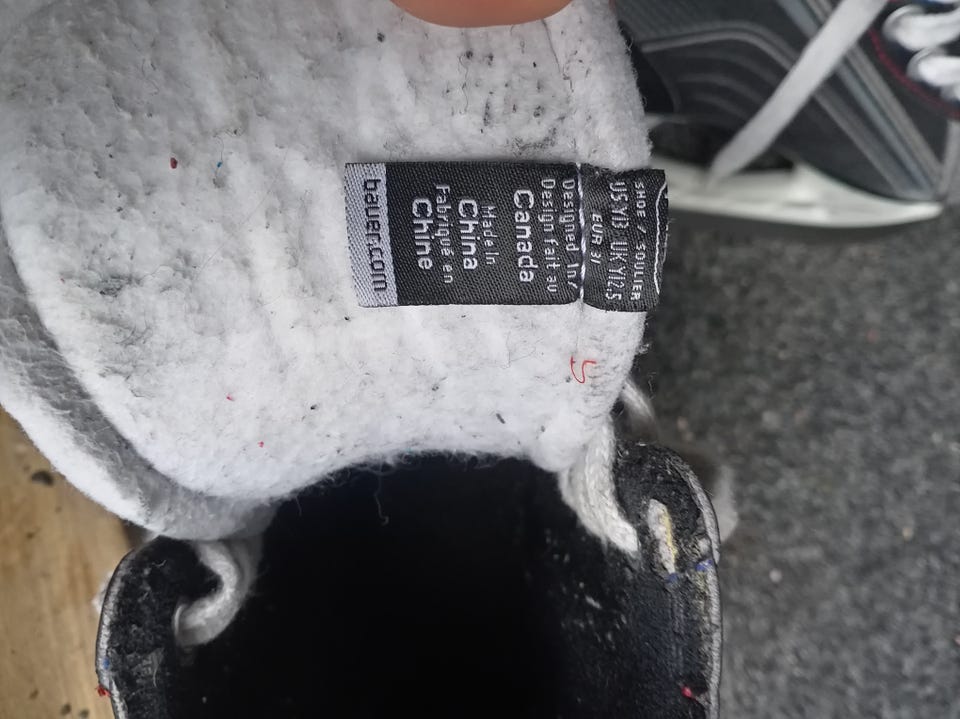 SHOE / SOULIER
US Y13 UK Y12,5
EUR 31
Designed in/
Design fait au
Canada
Made in
China
Fabriqué en
Chine
bauer.com